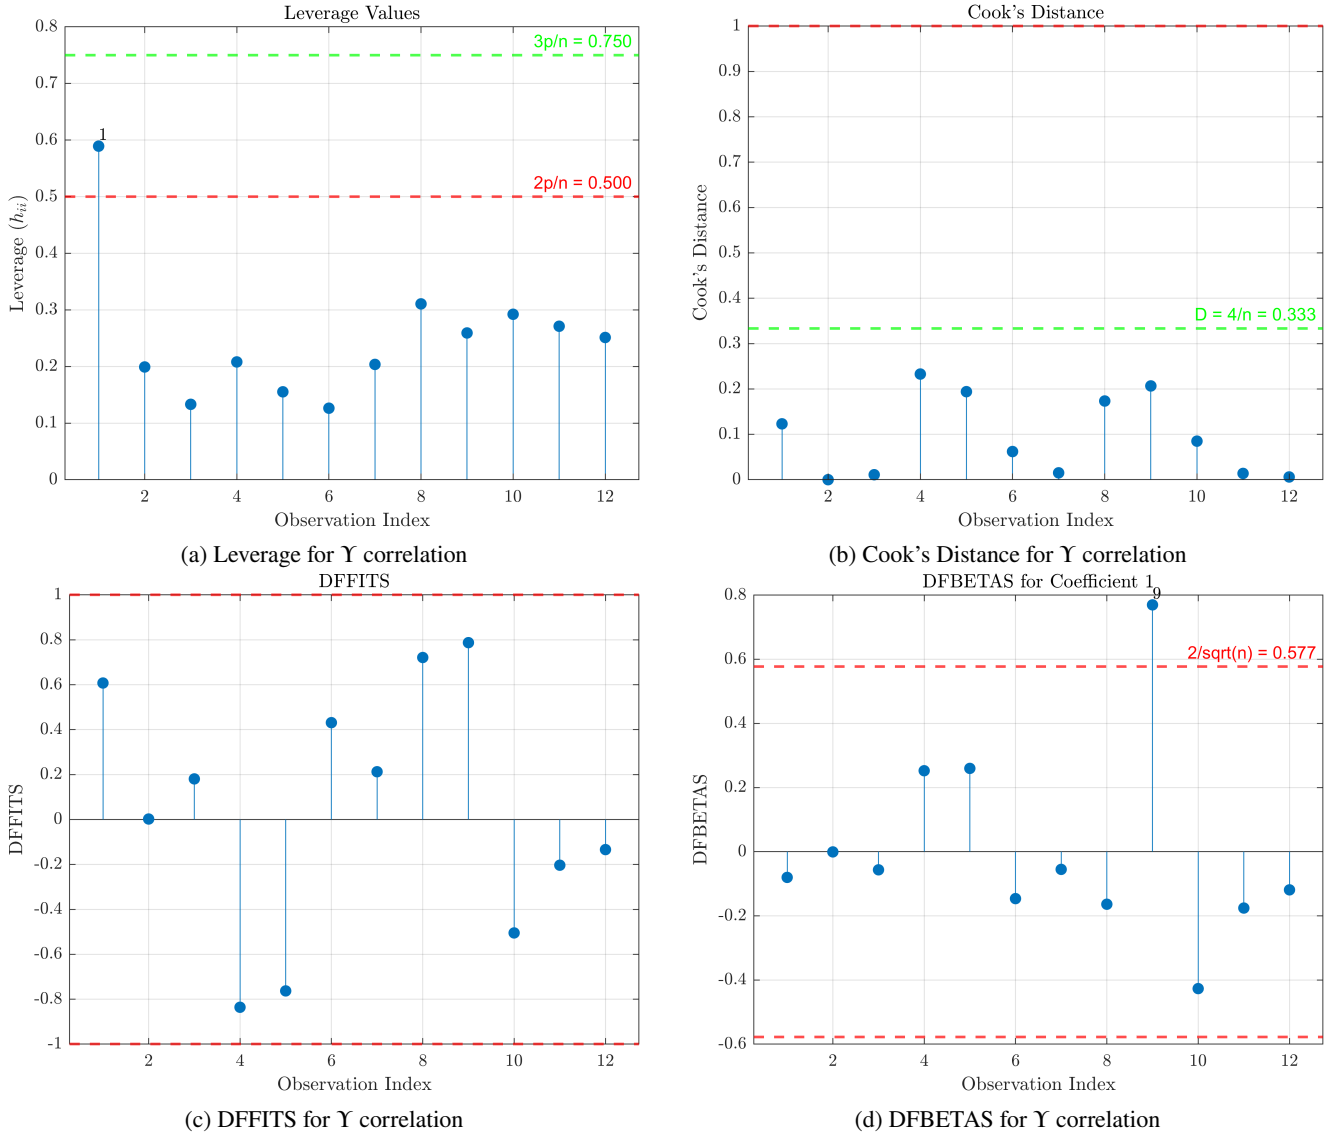 Leverage Values
0.8
0.7
0.6
0.5
0.4
0.3
0.2
0.1
0
3p/n = 0.750
1
2p/n = 0.500
Leverage (h_{ii})
2 4 6 8 10 12
Observation Index
(a) Leverage for ϒ correlation
Cook's Distance
1
0.9
0.8
0.7
0.6
0.5
0.4
0.3
0.2
0.1
0
D = 4/n = 0.333
Cook's Distance
2 4 6 8 10 12
Observation Index
(b) Cook's Distance for ϒ correlation
DFFITS
1
0.8
0.6
0.4
0.2
0
-0.2
-0.4
-0.6
-0.8
-1
DFFITS
2 4 6 8 10 12
Observation Index
(c) DFFITS for ϒ correlation
DFBETAS for Coefficient 1
9
0.8
0.6
0.4
0.2
0
-0.2
-0.4
-0.6
2/sqrt(n) = 0.577
DFBETAS
2 4 6 8 10 12
Observation Index
(d) DFBETAS for ϒ correlation